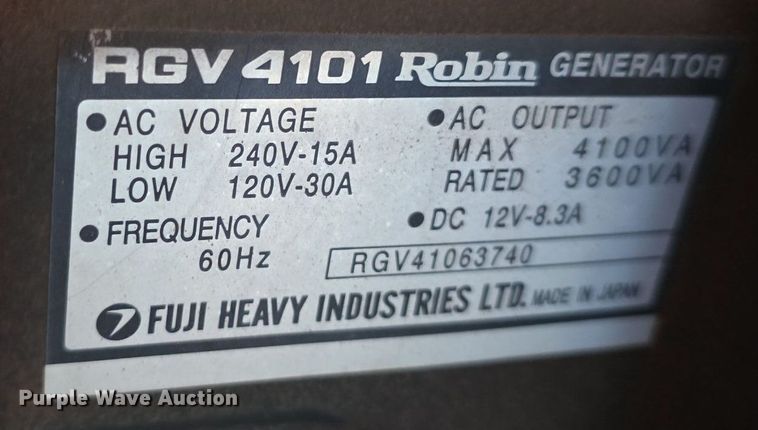 RGV 4101 Robin GENERATOR
● AC VOLTAGE
HIGH 240V-15A
LOW 120V-30A
● FREQUENCY
60Hz
● AC OUTPUT
MAX 4100VA
RATED 3600VA
● DC 12V-8.3A
RGV41063740
FUJI HEAVY INDUSTRIES LTD. MADE IN JAPAN
Purple Wave Auction